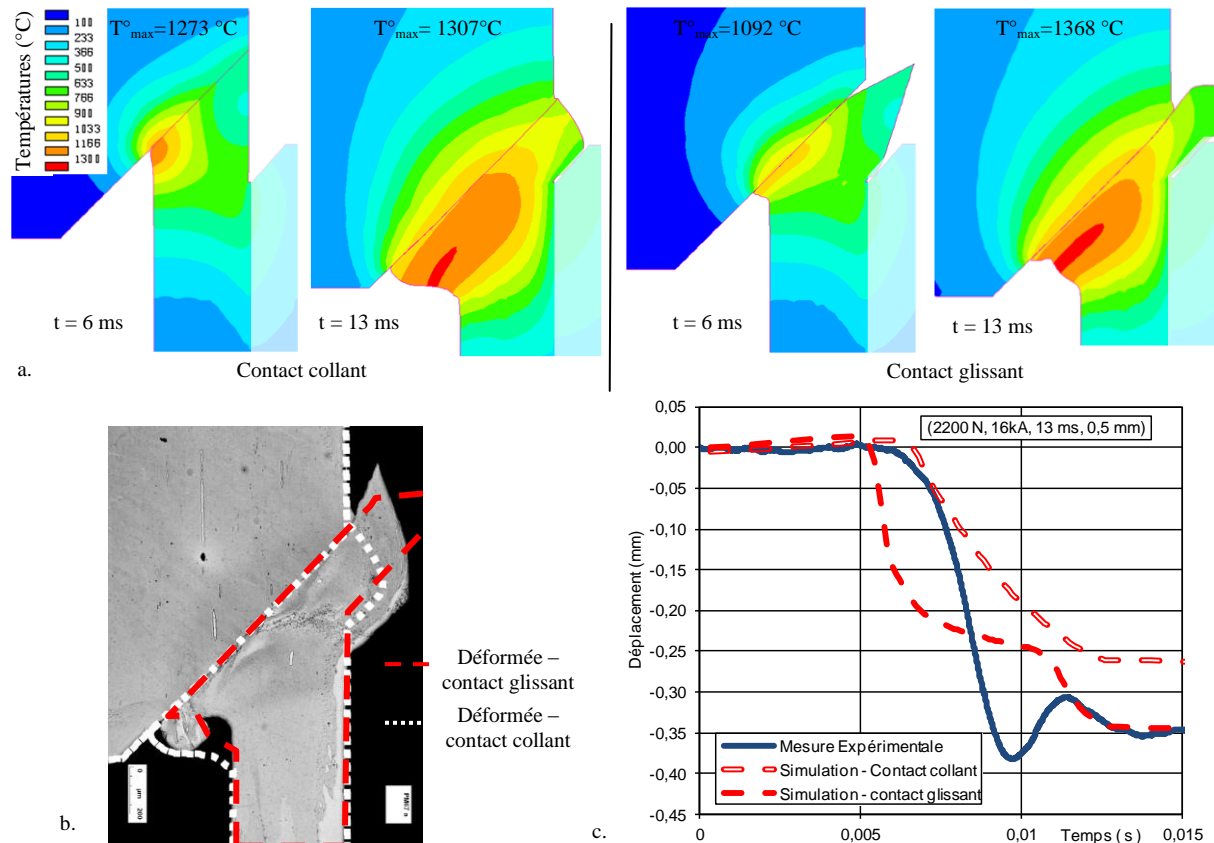 Températures (°C)
100
233
366
500
633
766
900
1033
1166
1300
T°max=1273 °C
T°max= 1307°C
t = 6 ms
t = 13 ms
a.
Contact collant
T°max=1092 °C
T°max=1368 °C
t = 6 ms
t = 13 ms
Contact glissant
0
µm
200
b.
Déformée –
contact glissant
Déformée –
contact collant
0,05
0,00
-0,05
-0,10
-0,15
-0,20
-0,25
-0,30
-0,35
-0,40
-0,45
Déplacement (mm)
(2200 N, 16kA, 13 ms, 0,5 mm)
Mesure Expérimentale
Simulation - Contact collant
Simulation - contact glissant
0
0,005
0,01
0,015
Temps ( s )
c.